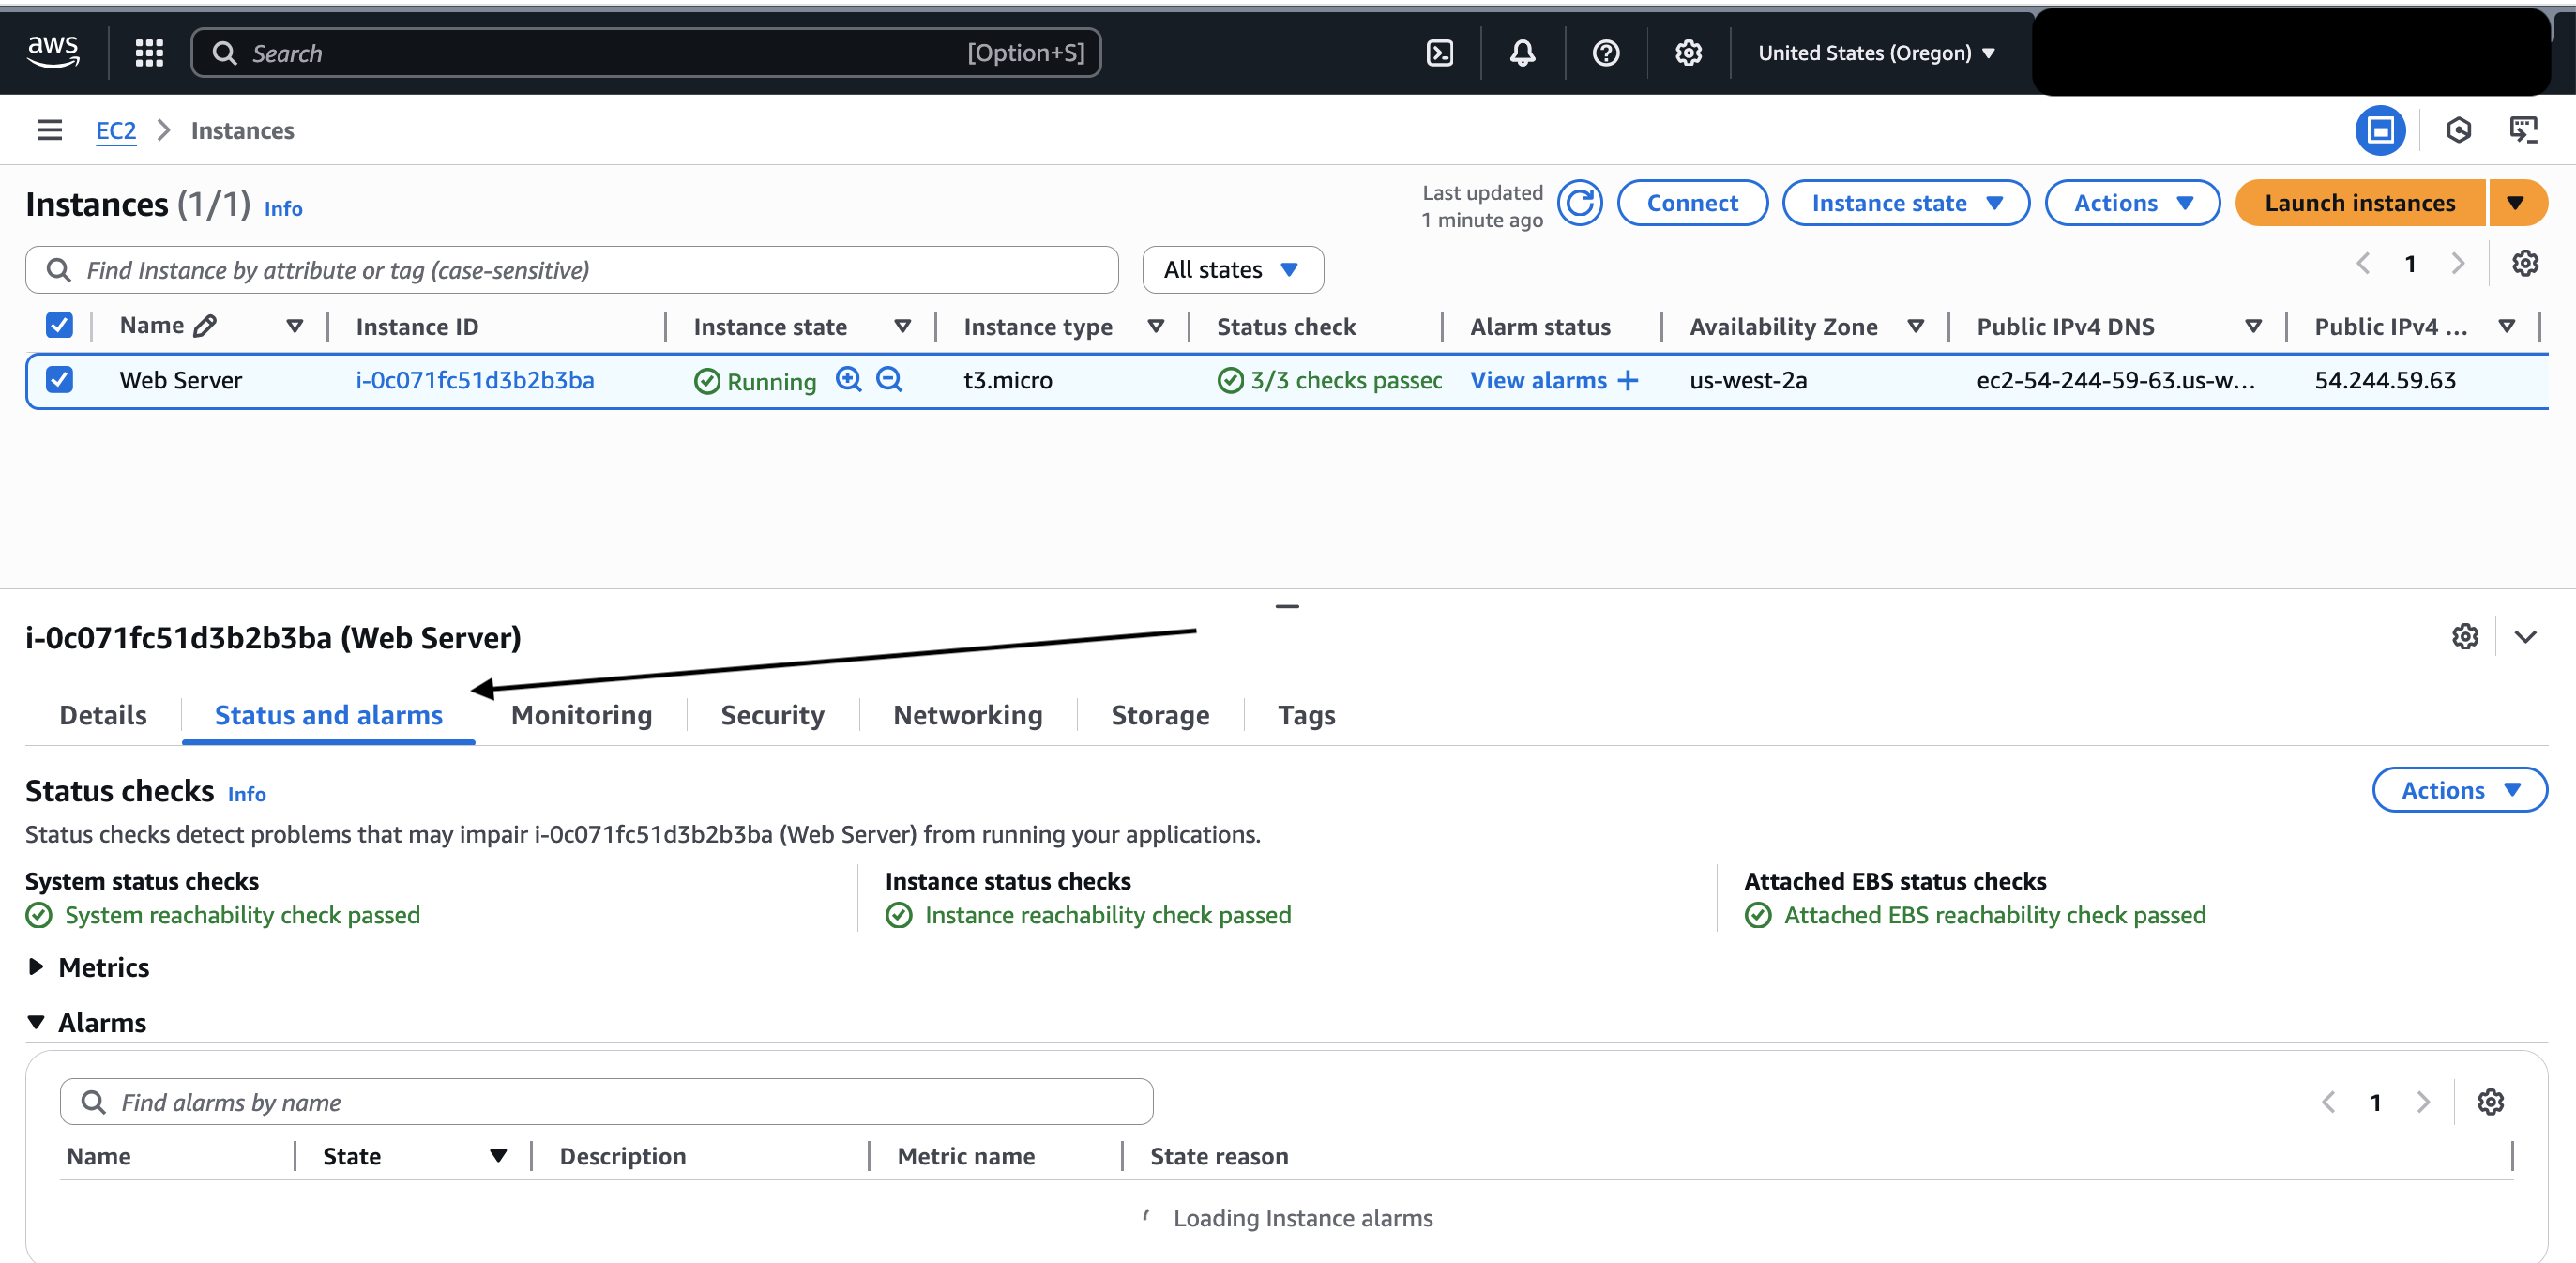 aws
Search [Option+S]
United States (Oregon)
EC2 Instances
Instances (1/1) Info
Last updated
1 minute ago
Connect
Instance state
Actions
Launch instances
Find Instance by attribute or tag (case-sensitive)
All states
1
Name Instance ID Instance state Instance type Status check Alarm status Availability Zone Public IPv4 DNS Public IPv4 ...
Web Server i-0c071fc51d3b2b3ba Running t3.micro 3/3 checks passec View alarms + us-west-2a ec2-54-244-59-63.us-w... 54.244.59.63
i-0c071fc51d3b2b3ba (Web Server)
Details Status and alarms Monitoring Security Networking Storage Tags
Status checks Info
Actions
Status checks detect problems that may impair i-0c071fc51d3b2b3ba (Web Server) from running your applications.
System status checks
System reachability check passed
Instance status checks
Instance reachability check passed
Attached EBS status checks
Attached EBS reachability check passed
Metrics
Alarms
Find alarms by name
1
Name State Description Metric name State reason
Loading Instance alarms